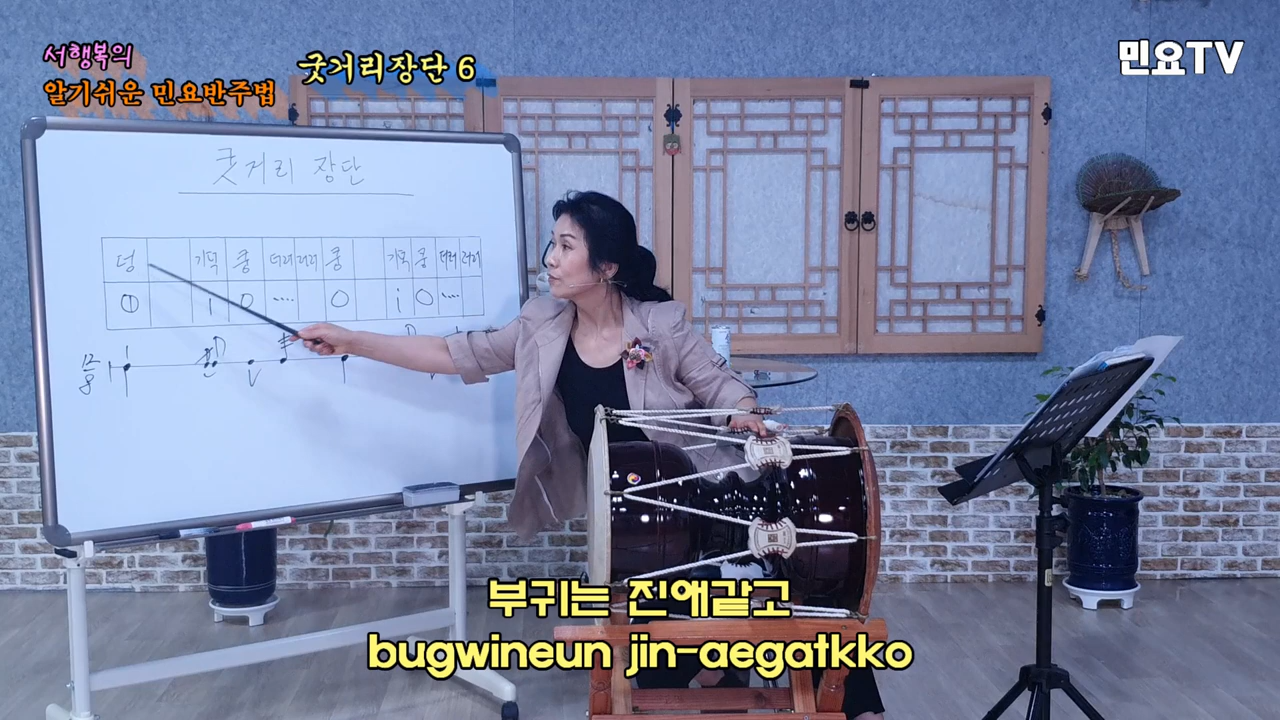 서행복의
알기쉬운 민요반주법
굿거리장단 6
민요TV
굿거리 장단
덩 기덕 쿵 더러러러 쿵 기덕 쿵 더러 러러
12/8
부귀는 진애같고
bugwineun jin-aegatkko